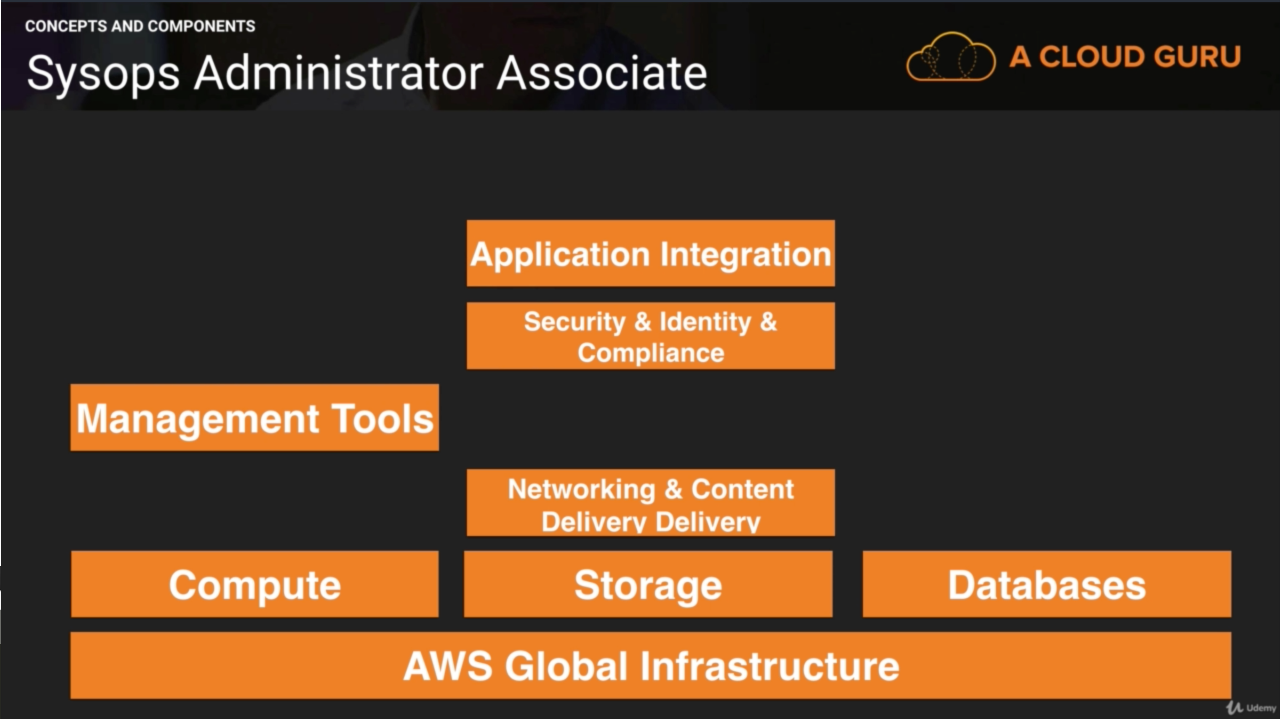 CONCEPTS AND COMPONENTS
Sysops Administrator Associate
A CLOUD GURU
Application Integration
Security & Identity &
Compliance
Management Tools
Networking & Content
Delivery Delivery
Compute
Storage
Databases
AWS Global Infrastructure
Udemy